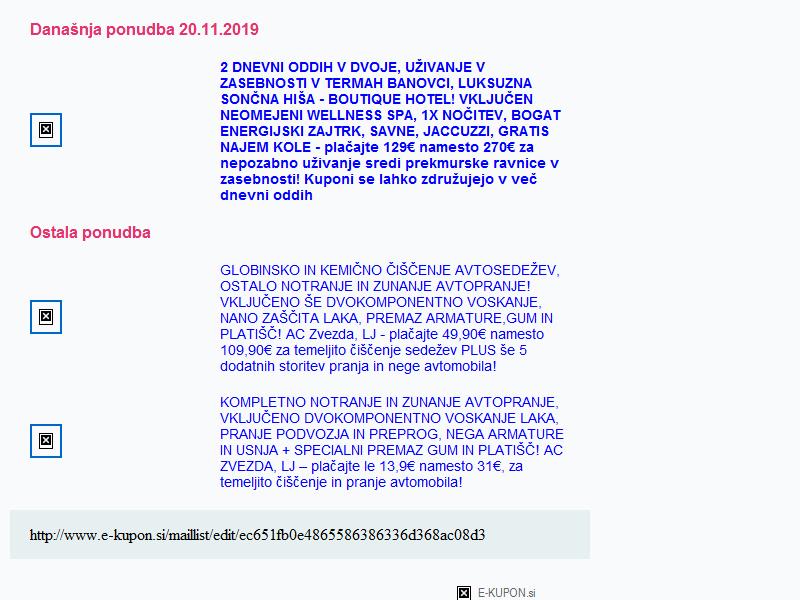 Današnja ponudba 20.11.2019
2 DNEVNI ODDIH V DVOJE, UŽIVANJE V
ZASEBNOSTI V TERMAH BANOVCI, LUKSUZNA
SONČNA HIŠA - BOUTIQUE HOTEL! VKLJUČEN
NEOMEJENI WELLNESS SPA, 1X NOČITEV, BOGAT
ENERGIJSKI ZAJTRK, SAVNE, JACCUZZI, GRATIS
NAJEM KOLE - plačajte 129€ namesto 270€ za
nepozabno uživanje sredi prekmurske ravnice v
zasebnosti! Kuponi se lahko združujejo v več
dnevni oddih
Ostala ponudba
GLOBINSKO IN KEMIČNO ČIŠČENJE AVTOSEDEŽEV,
OSTALO NOTRANJE IN ZUNANJE AVTOPRANJE!
VKLJUČENO ŠE DVOKOMPONENTNO VOSKANJE,
NANO ZAŠČITA LAKA, PREMAZ ARMATURE,GUM IN
PLATIŠČ! AC Zvezda, LJ - plačajte 49,90€ namesto
109,90€ za temeljito čiščenje sedežev PLUS še 5
dodatnih storitev pranja in nege avtomobila!
KOMPLETNO NOTRANJE IN ZUNANJE AVTOPRANJE,
VKLJUČENO DVOKOMPONENTNO VOSKANJE LAKA,
PRANJE PODVOZJA IN PREPROG, NEGA ARMATURE
IN USNJA + SPECIALNI PREMAZ GUM IN PLATIŠČ! AC
ZVEZDA, LJ – plačajte le 13,9€ namesto 31€, za
temeljito čiščenje in pranje avtomobila!
http://www.e-kupon.si/maillist/edit/ec651fb0e4865586386336d368ac08d3
E-KUPON.si